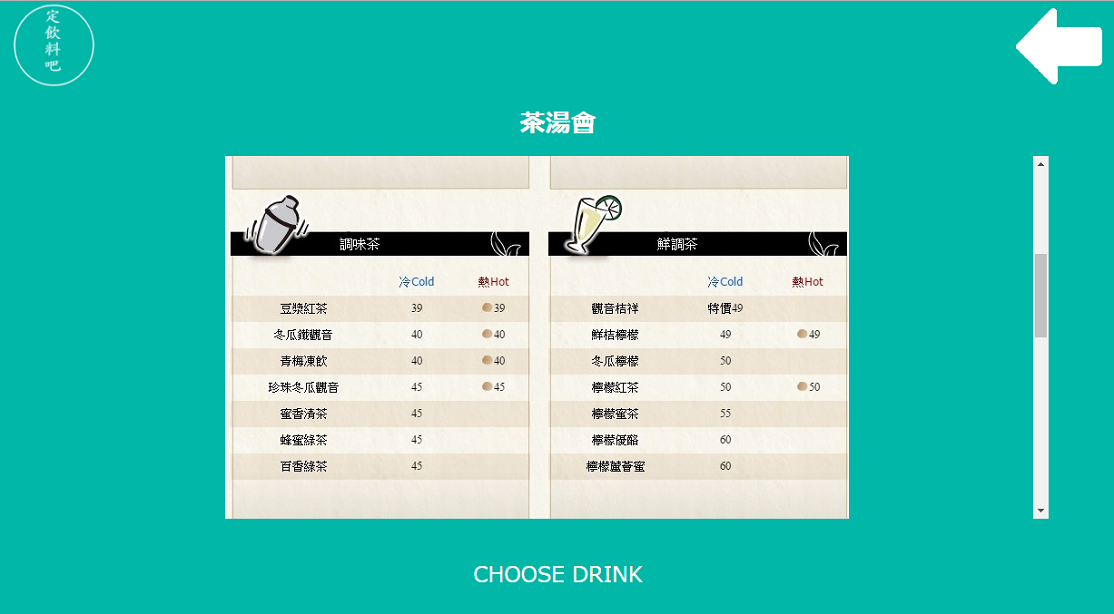 定飲料吧
茶湯會
調味茶
冷Cold 熱Hot
豆漿紅茶 39 39
冬瓜鐵觀音 40 40
青梅凍飲 40 40
珍珠冬瓜觀音 45 45
蜜香清茶 45
蜂蜜綠茶 45
百香綠茶 45
鮮調茶
冷Cold 熱Hot
觀音桔祥 特價49
鮮桔檸檬 49 49
冬瓜檸檬 50
檸檬紅茶 50 50
檸檬蜜茶 55
檸檬優酪 60
檸檬蘆薈蜜 60
CHOOSE DRINK